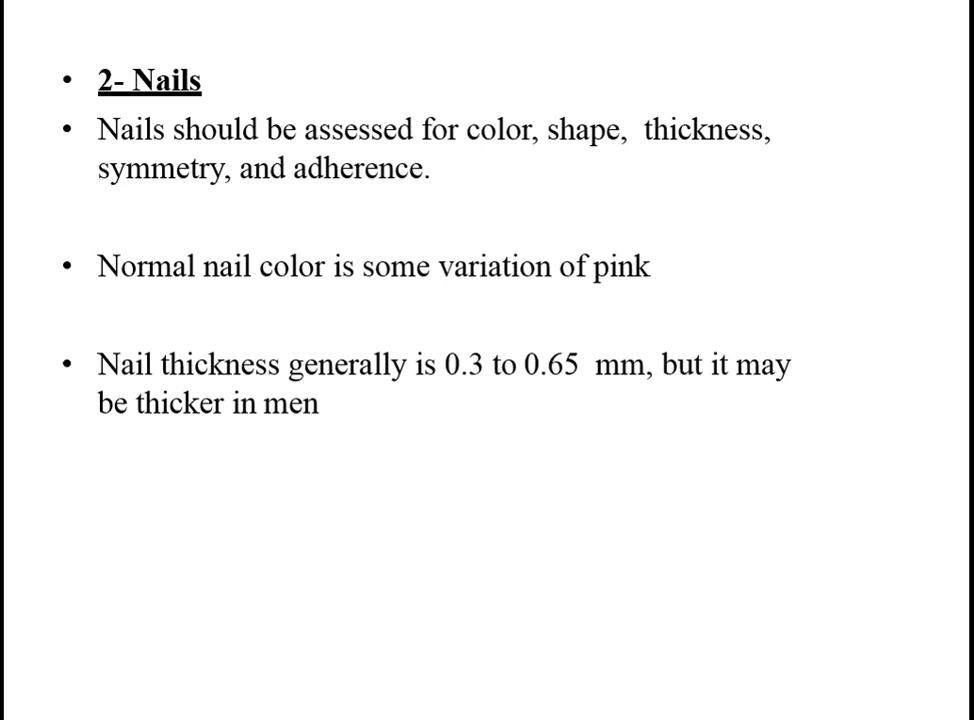 • 2- Nails
• Nails should be assessed for color, shape,  thickness,
symmetry, and adherence.
• Normal nail color is some variation of pink
• Nail thickness generally is 0.3 to 0.65  mm, but it may
be thicker in men